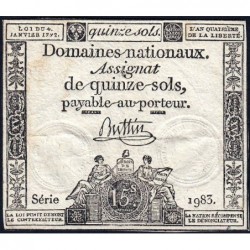 LOI DU 4. JANVIER 1792.
quinze-sols.
L'AN QUATRIÈME DE LA LIBERTÉ.
Domaines nationaux.
Assignat
de quinze-sols,
payable-au-porteur.
Buttin
15 s
Série 1983.
LA LOI PUNIT DE MORT LE CONTREFACTEUR.
LA NATION RÉCOMPENSE LE DÉNONCIATEUR.